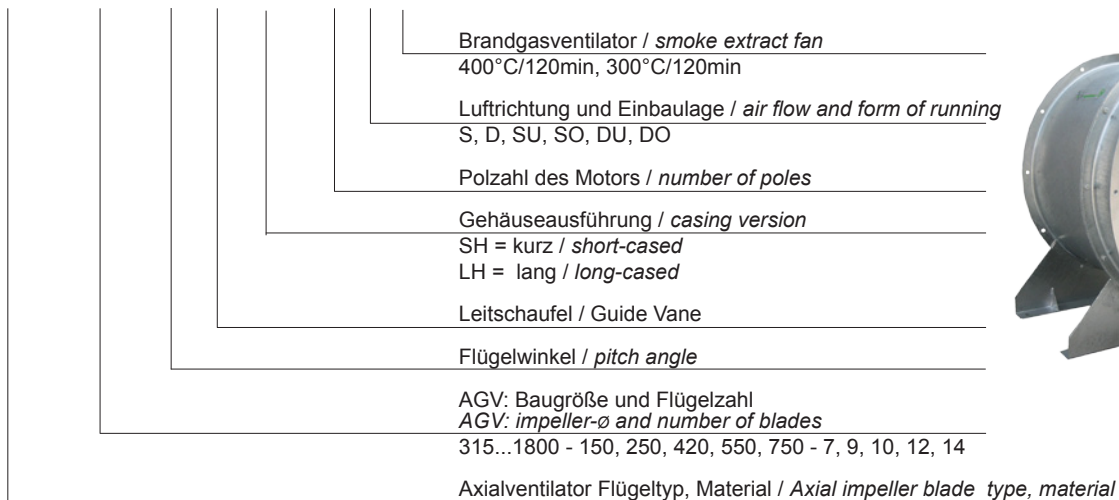 Brandgasventilator / smoke extract fan
400°C/120min, 300°C/120min
Luftrichtung und Einbaulage / air flow and form of running
S, D, SU, SO, DU, DO
Polzahl des Motors / number of poles
Gehäuseausführung / casing version
SH = kurz / short-cased
LH = lang / long-cased
Leitschaufel / Guide Vane
Flügelwinkel / pitch angle
AGV: Baugröße und Flügelzahl
AGV: impeller-ø and number of blades
315...1800 - 150, 250, 420, 550, 750 - 7, 9, 10, 12, 14
Axialventilator Flügeltyp, Material / Axial impeller blade type, material